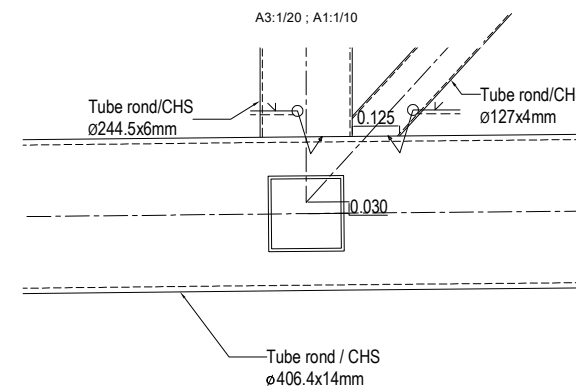 A3:1/20 ; A1:1/10
Tube rond/CHS
Ø244.5x6mm
0.125
Tube rond/CH
Ø127x4mm
0.030
Tube rond / CHS
ø406.4x14mm